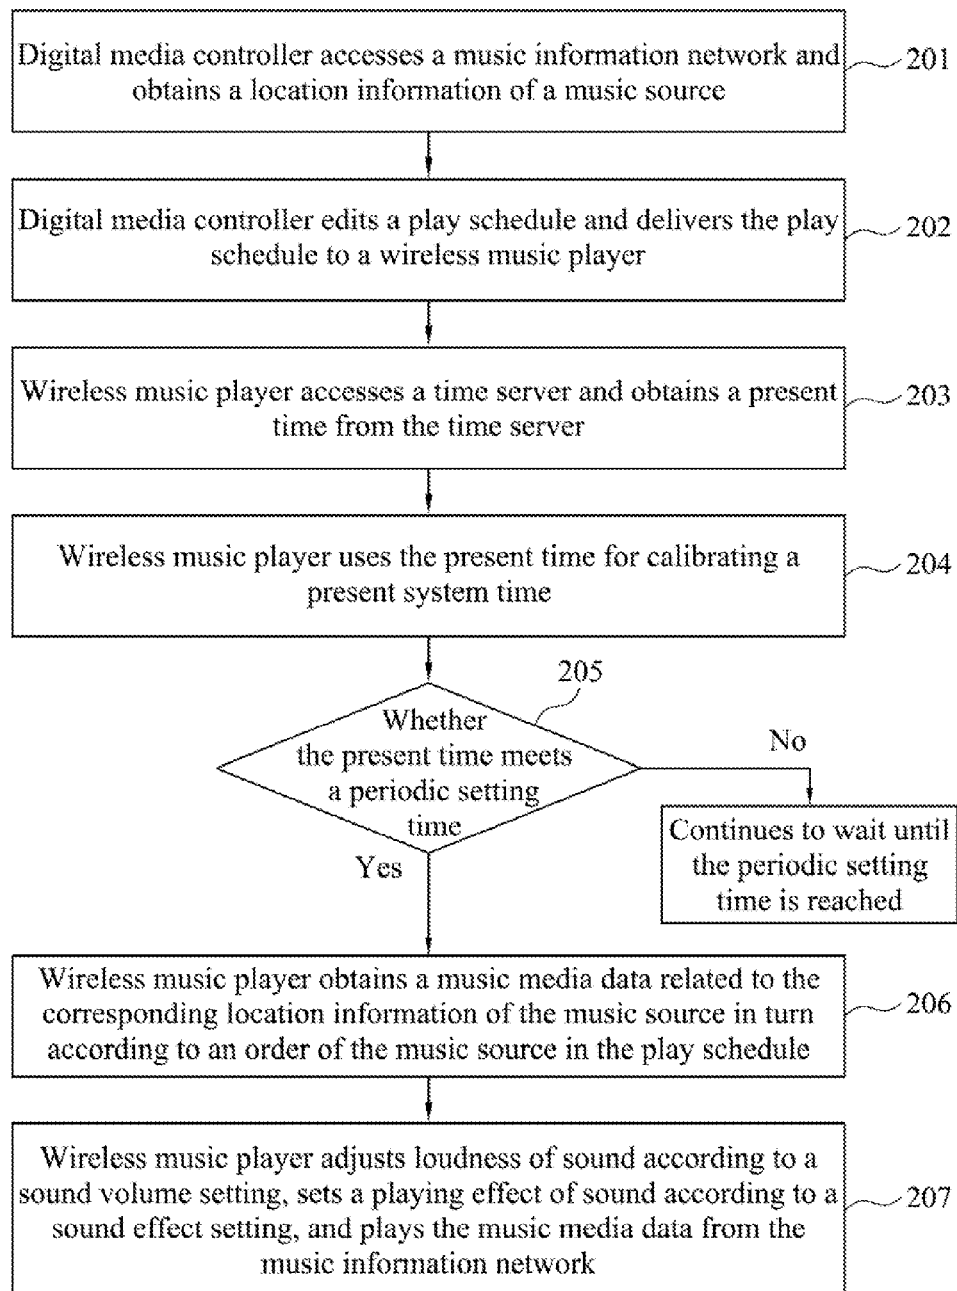 Digital media controller accesses a music information network and
obtains a location information of a music source
201
Digital media controller edits a play schedule and delivers the play
schedule to a wireless music player
202
Wireless music player accesses a time server and obtains a present
time from the time server
203
Wireless music player uses the present time for calibrating a
present system time
204
205
Whether
the present time meets
a periodic setting
time
No
Continues to wait until
the periodic setting
time is reached
Yes
Wireless music player obtains a music media data related to the
corresponding location information of the music source in turn
according to an order of the music source in the play schedule
206
Wireless music player adjusts loudness of sound according to a
sound volume setting, sets a playing effect of sound according to a
sound effect setting, and plays the music media data from the
music information network
207